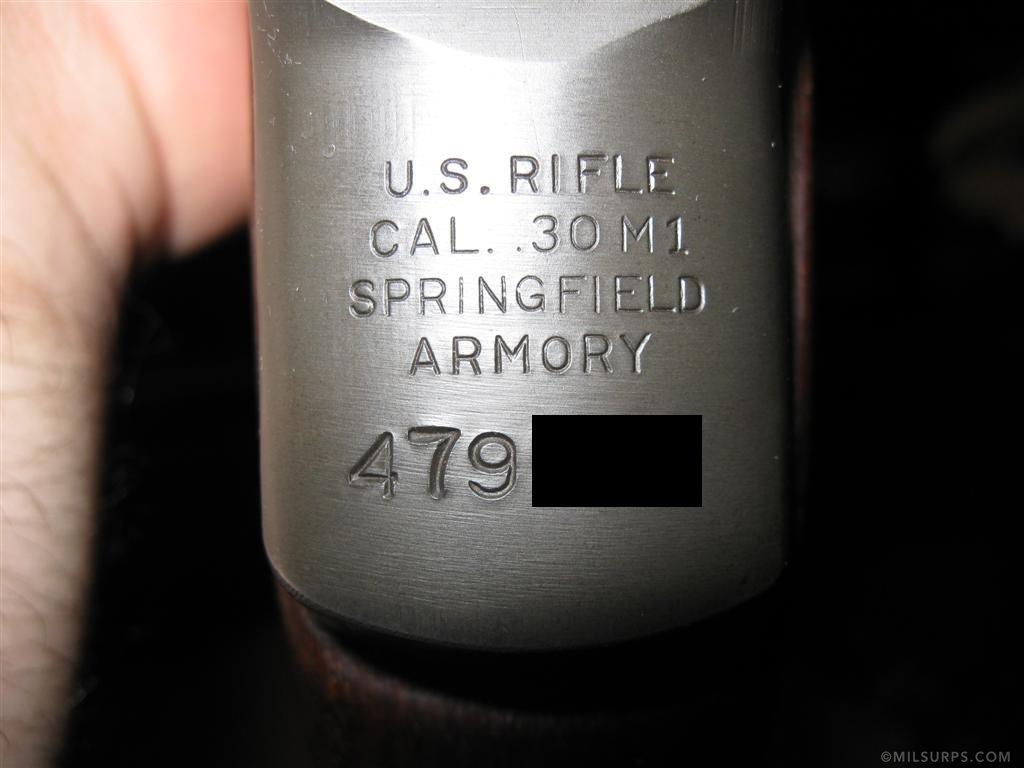 U.S. RIFLE
CAL. .30 M1
SPRINGFIELD
ARMORY
479
©MILSURPS.COM